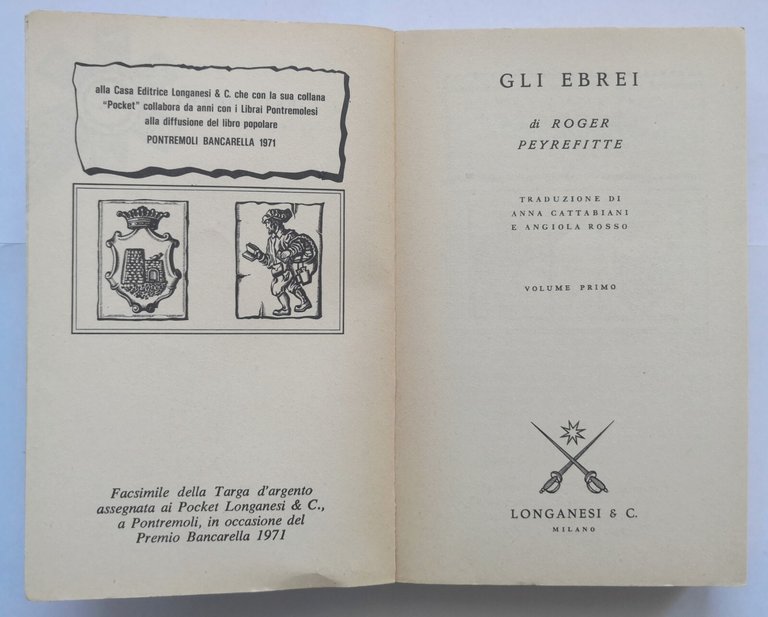 alla Casa Editrice Longanesi & C. che con la sua collana
"Pocket" collabora da anni con i Librai Pontremolesi
alla diffusione del libro popolare
PONTREMOLI BANCARELLA 1971
Facsimile della Targa d'argento
assegnata ai Pocket Longanesi & C.,
a Pontremoli, in occasione del
Premio Bancarella 1971
GLI EBREI
di ROGER
PEYREFITTE
TRADUZIONE DI
ANNA CATTABIANI
E ANGIOLA ROSSO
VOLUME PRIMO
LONGANESI & C.
MILANO